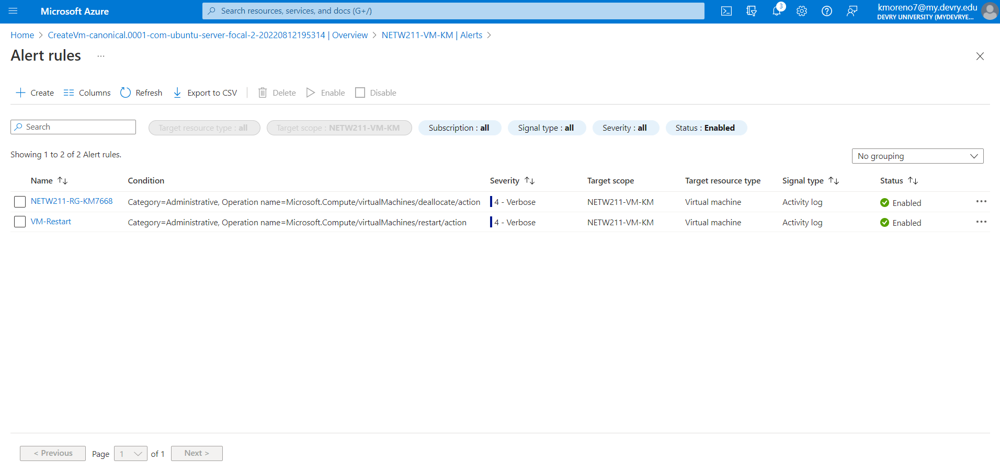 Microsoft Azure
Search resources, services, and docs (G+/)
3
kmoreno7@my.devry.edu
DEVRY UNIVERSITY (MYDEVRYE...
Home > CreateVm-canonical.0001-com-ubuntu-server-focal-2-20220812195314 | Overview > NETW211-VM-KM | Alerts >
Alert rules ...
Create Columns Refresh Export to CSV Delete Enable Disable
Search Target resource type : all Target scope : NETW211-VM-KM Subscription : all Signal type : all Severity : all Status : Enabled
Showing 1 to 2 of 2 Alert rules.
No grouping
Name Condition Severity Target scope Target resource type Signal type Status
NETW211-RG-KM7668 Category=Administrative, Operation name=Microsoft.Compute/virtualMachines/deallocate/action 4 - Verbose NETW211-VM-KM Virtual machine Activity log Enabled ...
VM-Restart Category=Administrative, Operation name=Microsoft.Compute/virtualMachines/restart/action 4 - Verbose NETW211-VM-KM Virtual machine Activity log Enabled ...
< Previous Page 1 of 1 Next >